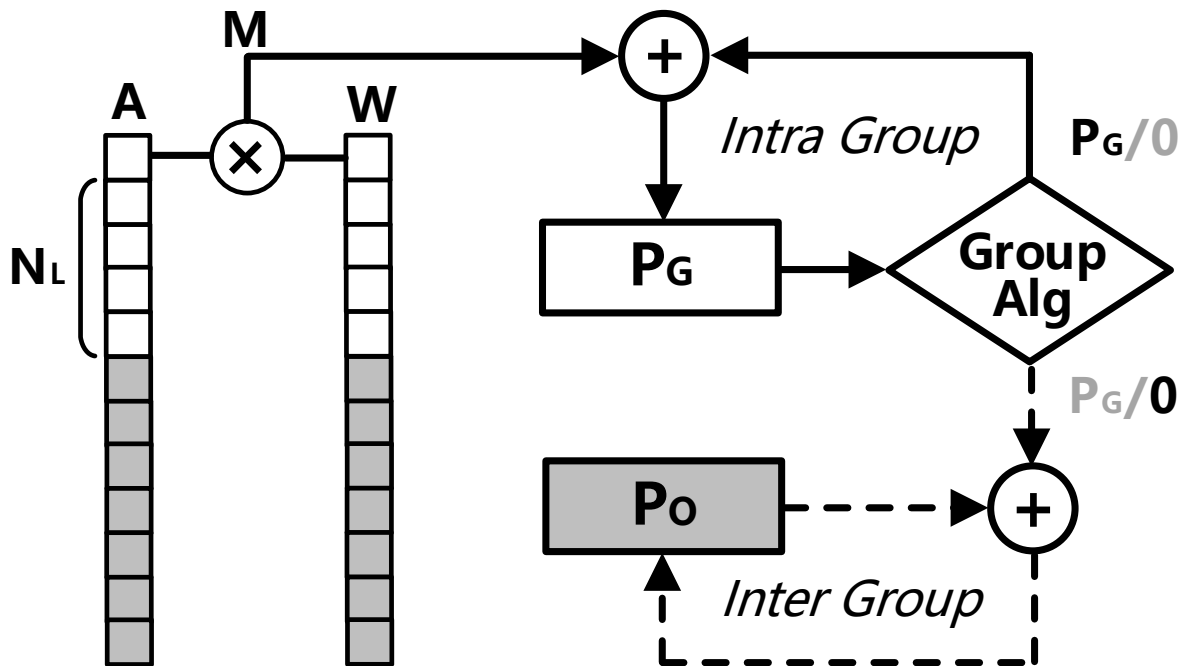 M
+
A
W
×
Intra Group
PG/0
NL
PG
Group
Alg
PG/0
PO
+
Inter Group